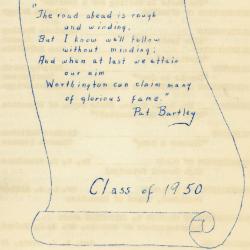 "The road ahead is rough
and winding,
But I know we'll follow
without minding;
And when at last we attain
our aim
Worthington can claim many
of glorious fame."
Pat Bartley
Class of 1950